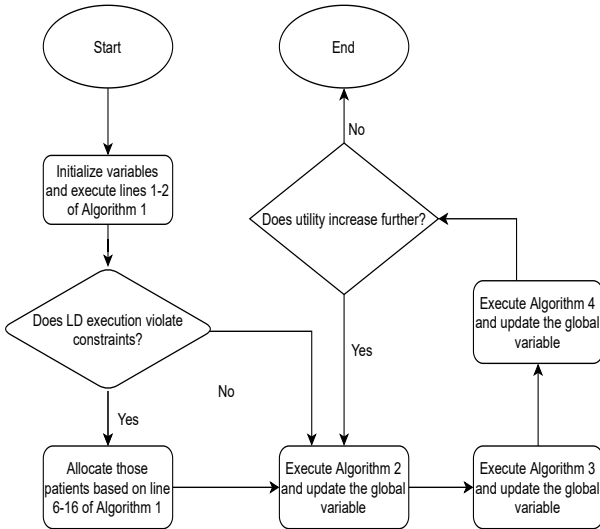 Start
End
Initialize variables
and execute lines 1-2
of Algorithm 1
No
Does utility increase further?
Does LD execution violate
constraints?
Execute Algorithm 4
and update the global
variable
Yes
No
Yes
Allocate those
patients based on line
6-16 of Algorithm 1
Execute Algorithm 2
and update the global
variable
Execute Algorithm 3
and update the global
variable